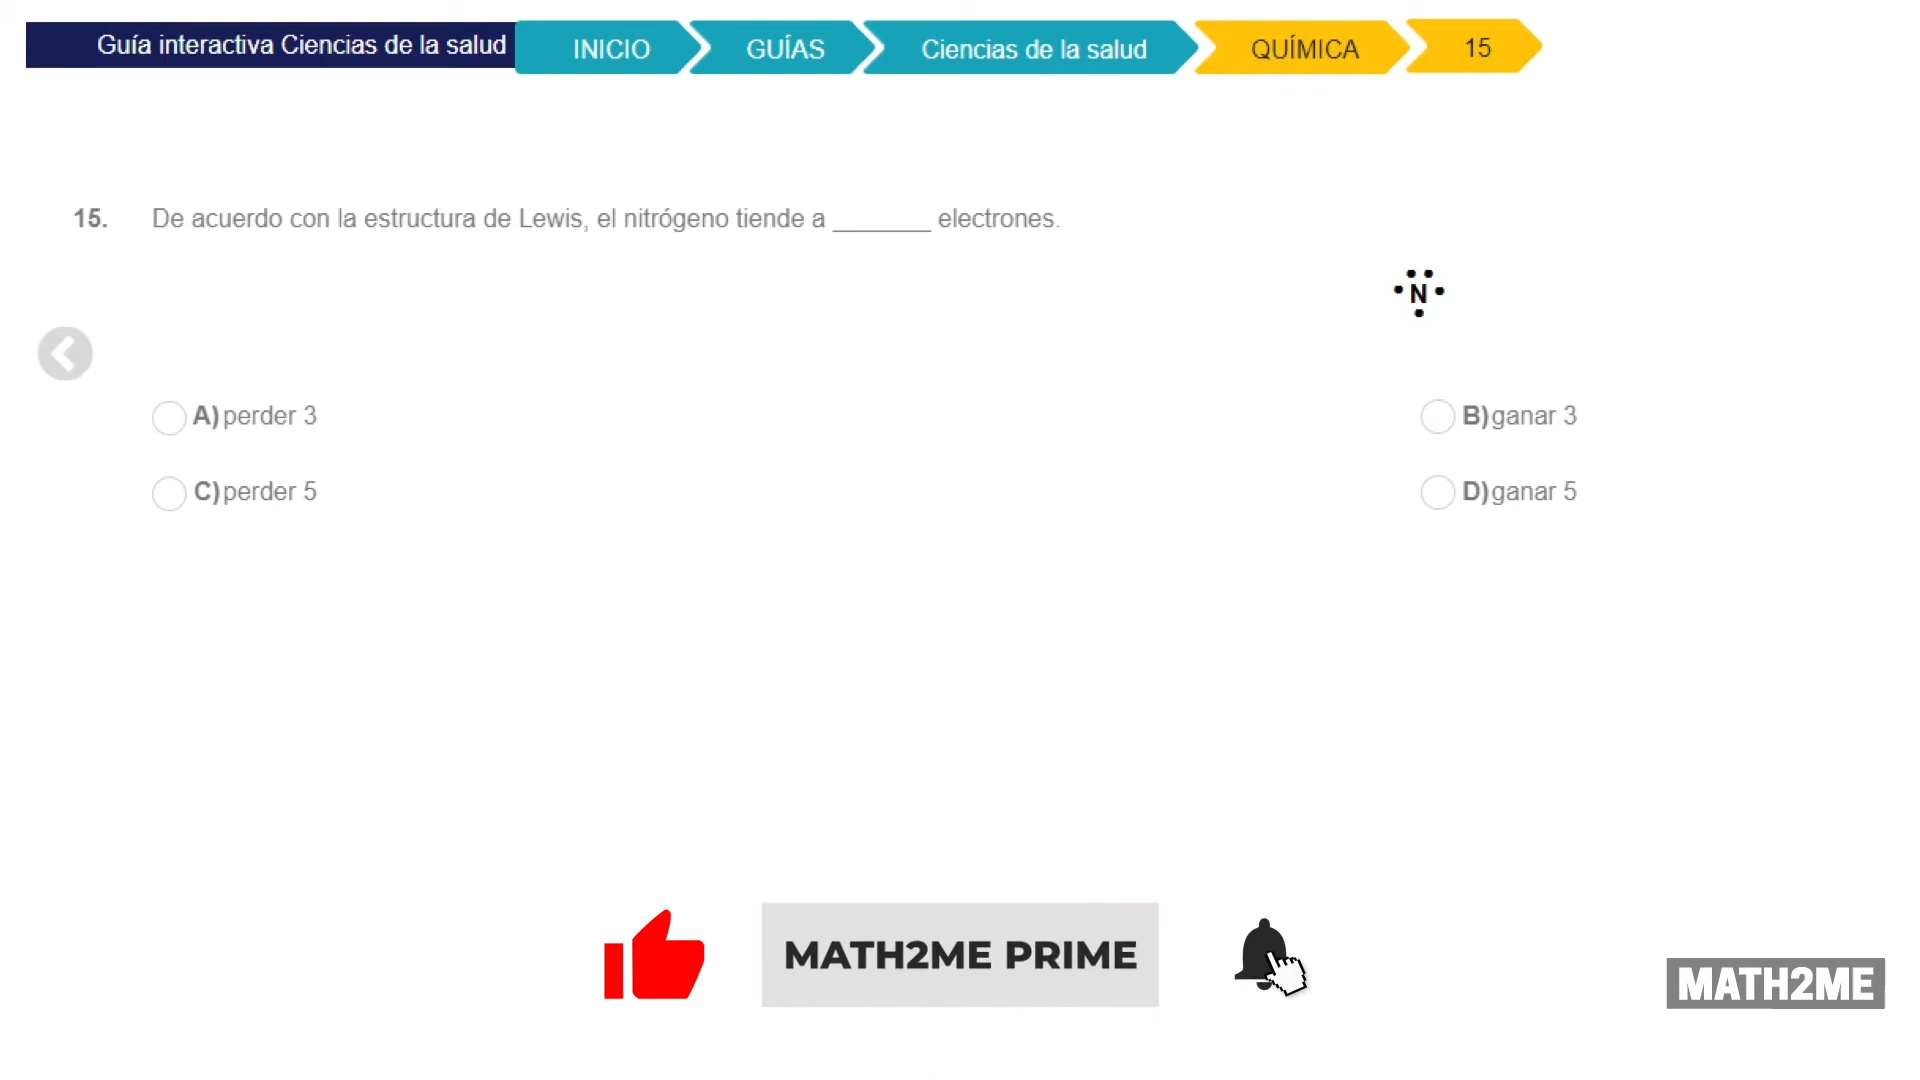 Guía interactiva Ciencias de la salud
INICIO
GUÍAS
Ciencias de la salud
QUÍMICA
15
15. De acuerdo con la estructura de Lewis, el nitrógeno tiende a _______ electrones.
N
A) perder 3
B) ganar 3
C) perder 5
D) ganar 5
MATH2ME PRIME
MATH2ME